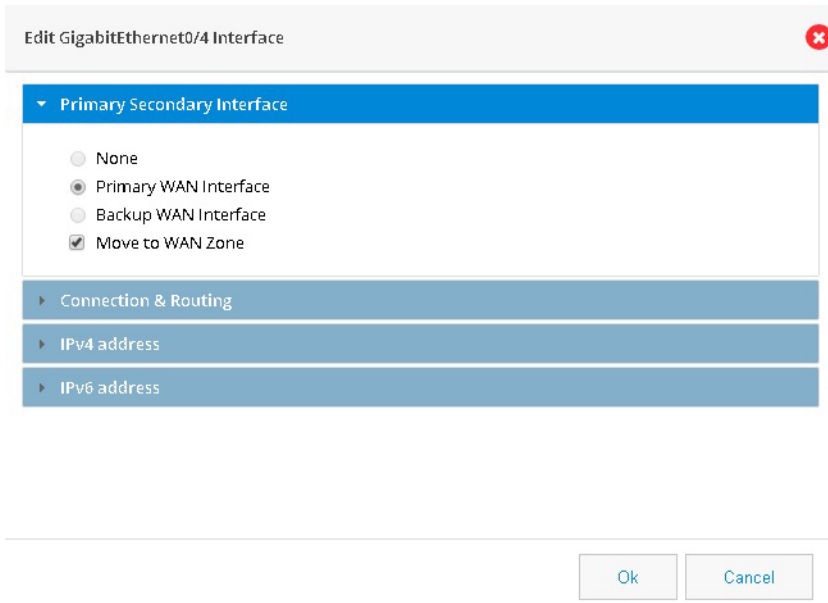 Edit GigabitEthernet0/4 Interface
Primary Secondary Interface
None
Primary WAN Interface
Backup WAN Interface
Move to WAN Zone
Connection & Routing
IPv4 address
IPv6 address
Ok Cancel